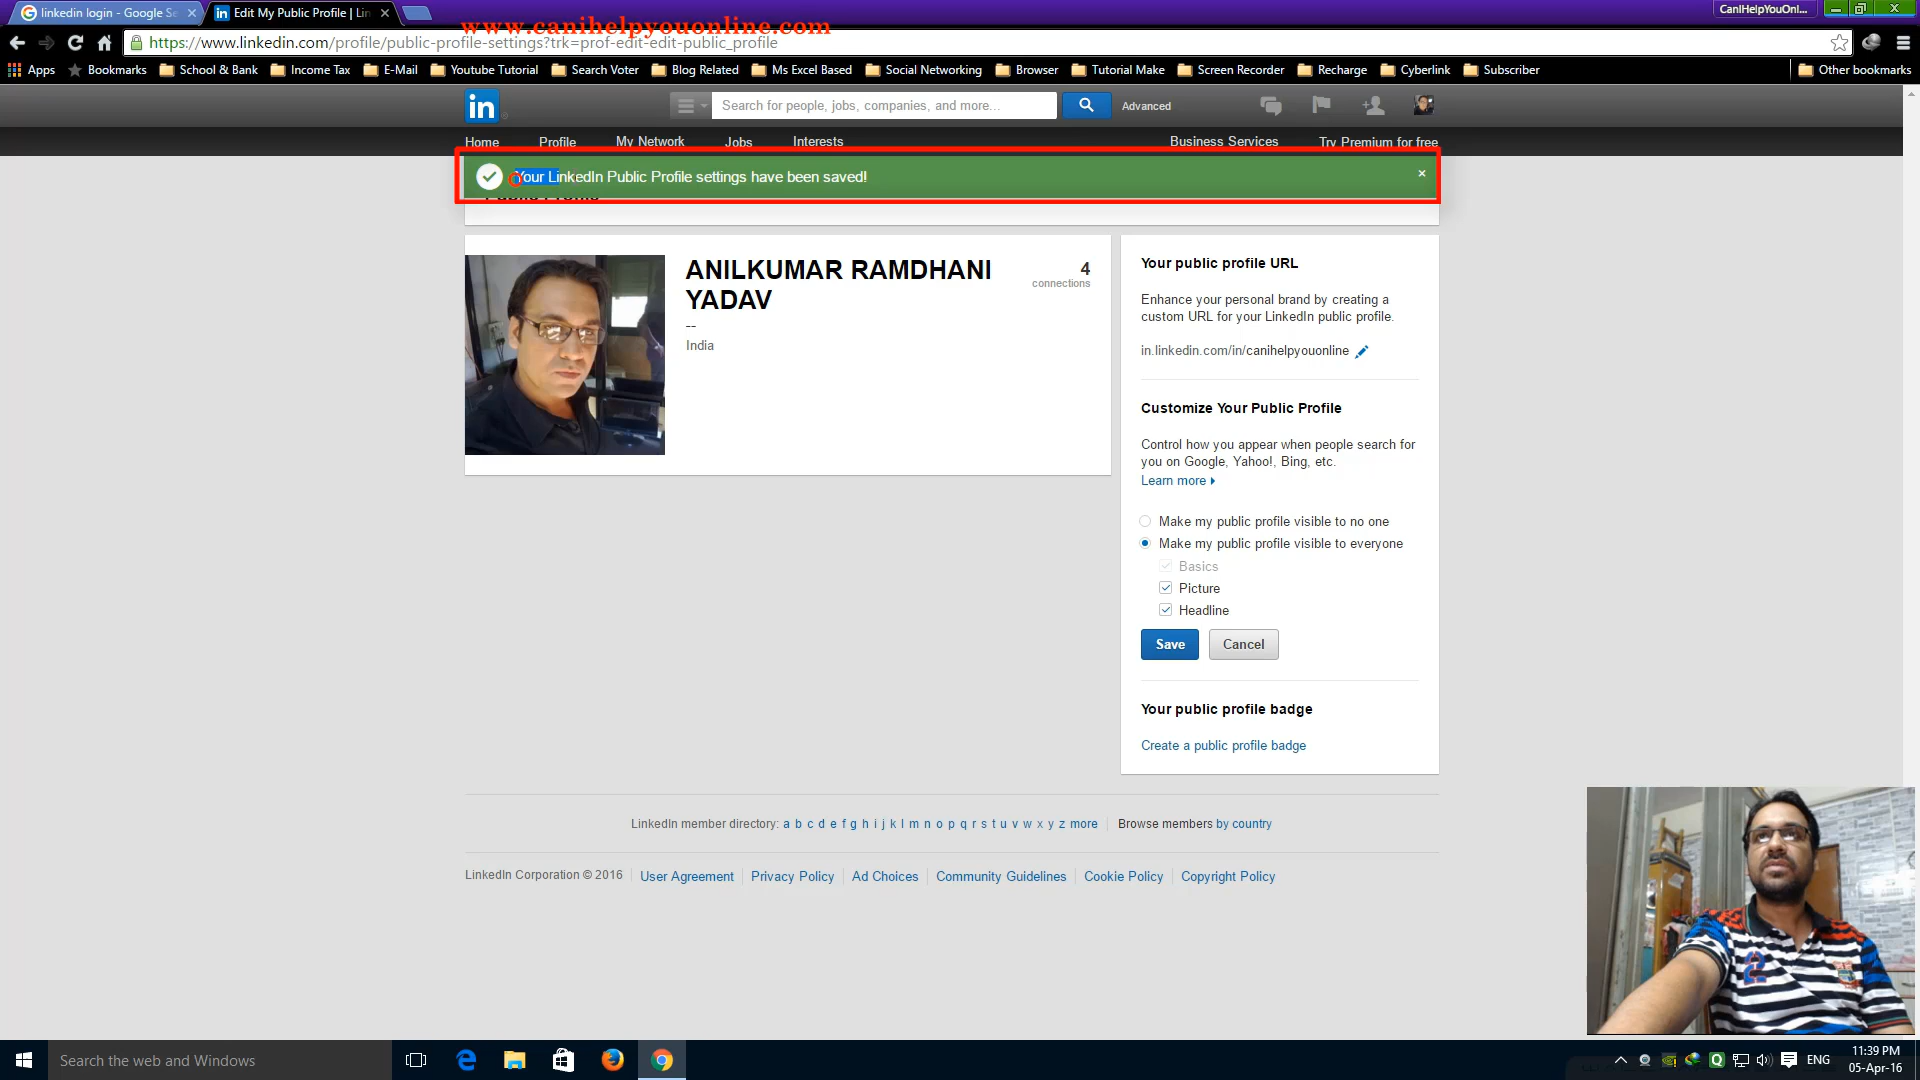 linkedin login - Google Se
Edit My Public Profile | Lin
CanIHelpYouOnl...
www.canihelpyouonline.com
https://www.linkedin.com/profile/public-profile-settings?trk=prof-edit-edit-public_profile
Apps Bookmarks School & Bank Income Tax E-Mail Youtube Tutorial Search Voter Blog Related Ms Excel Based Social Networking Browser Tutorial Make Screen Recorder Recharge Cyberlink Subscriber Other bookmarks
in Search for people, jobs, companies, and more... Advanced
Home Profile My Network Jobs Interests Business Services Try Premium for free
Your LinkedIn Public Profile settings have been saved! ×
Public Profile
ANILKUMAR RAMDHANI
YADAV
--
India
4
connections
Your public profile URL
Enhance your personal brand by creating a
custom URL for your LinkedIn public profile.
in.linkedin.com/in/canihelpyouonline
Customize Your Public Profile
Control how you appear when people search for
you on Google, Yahoo!, Bing, etc.
Learn more
Make my public profile visible to no one
Make my public profile visible to everyone
Basics
Picture
Headline
Save Cancel
Your public profile badge
Create a public profile badge
LinkedIn member directory: a b c d e f g h i j k l m n o p q r s t u v w x y z more Browse members by country
LinkedIn Corporation © 2016 User Agreement Privacy Policy Ad Choices Community Guidelines Cookie Policy Copyright Policy
2
Search the web and Windows
ENG
11:39 PM
05-Apr-16